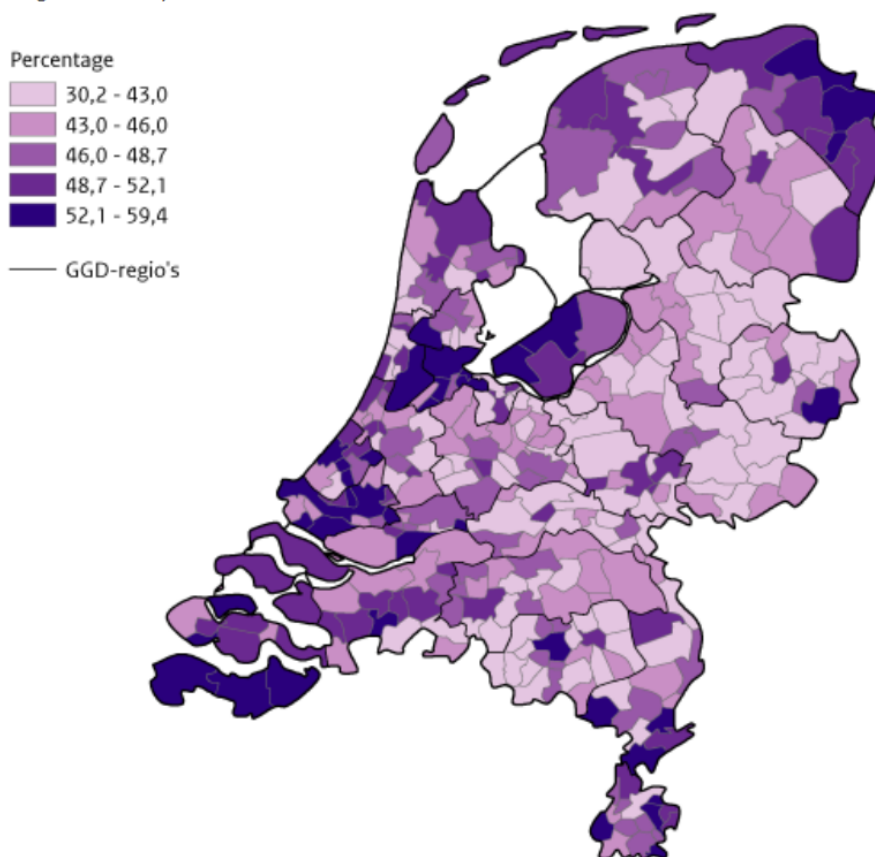 Percentage
30,2 - 43,0
43,0 - 46,0
46,0 - 48,7
48,7 - 52,1
52,1 - 59,4
GGD-regio's